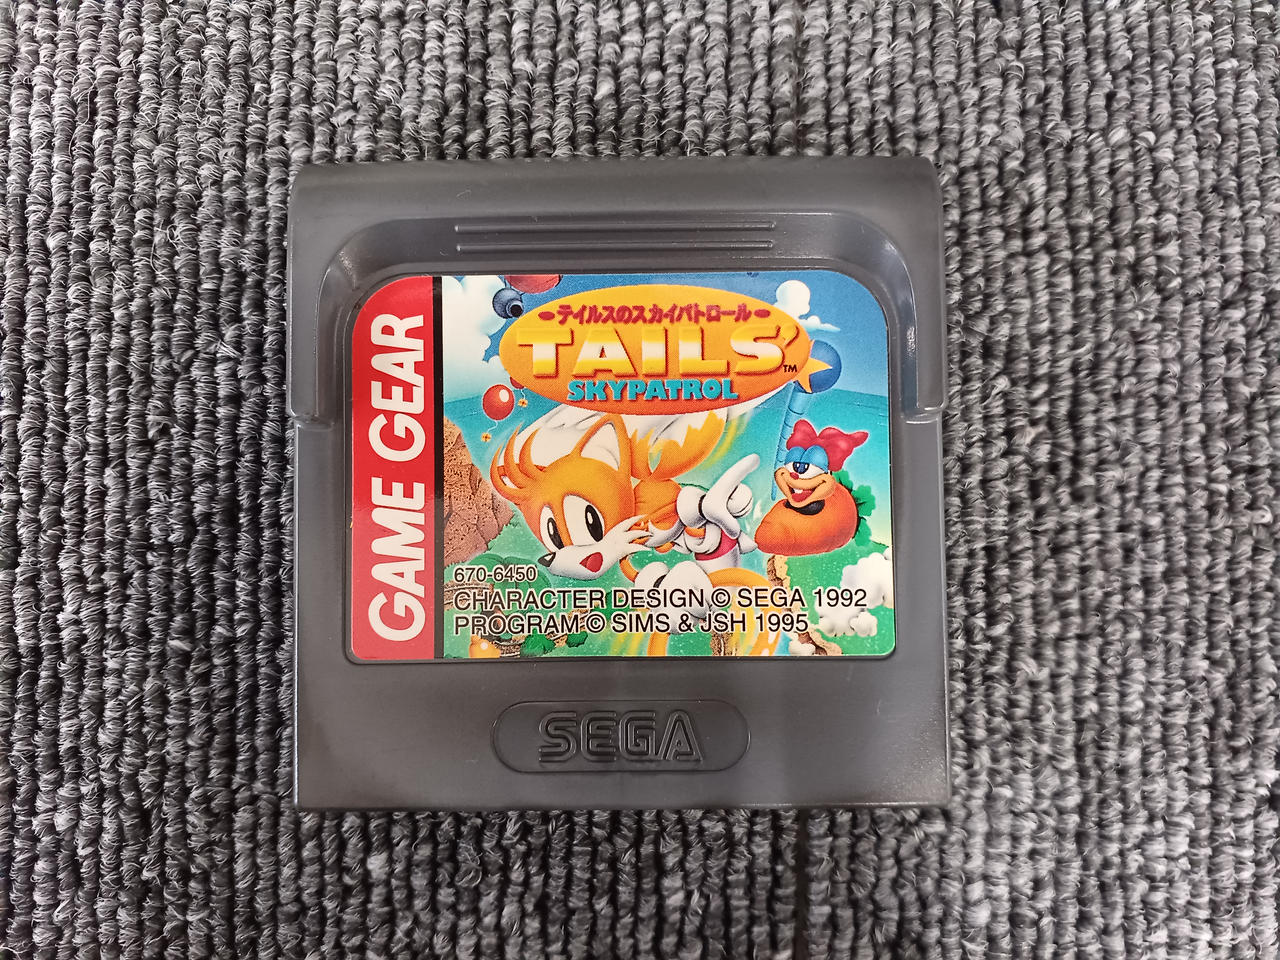 GAME GEAR
テイルスのスカイパトロール
TAILS'™
SKYPATROL
670-6450
CHARACTER DESIGN © SEGA 1992
PROGRAM © SIMS & JSH 1995
SEGA